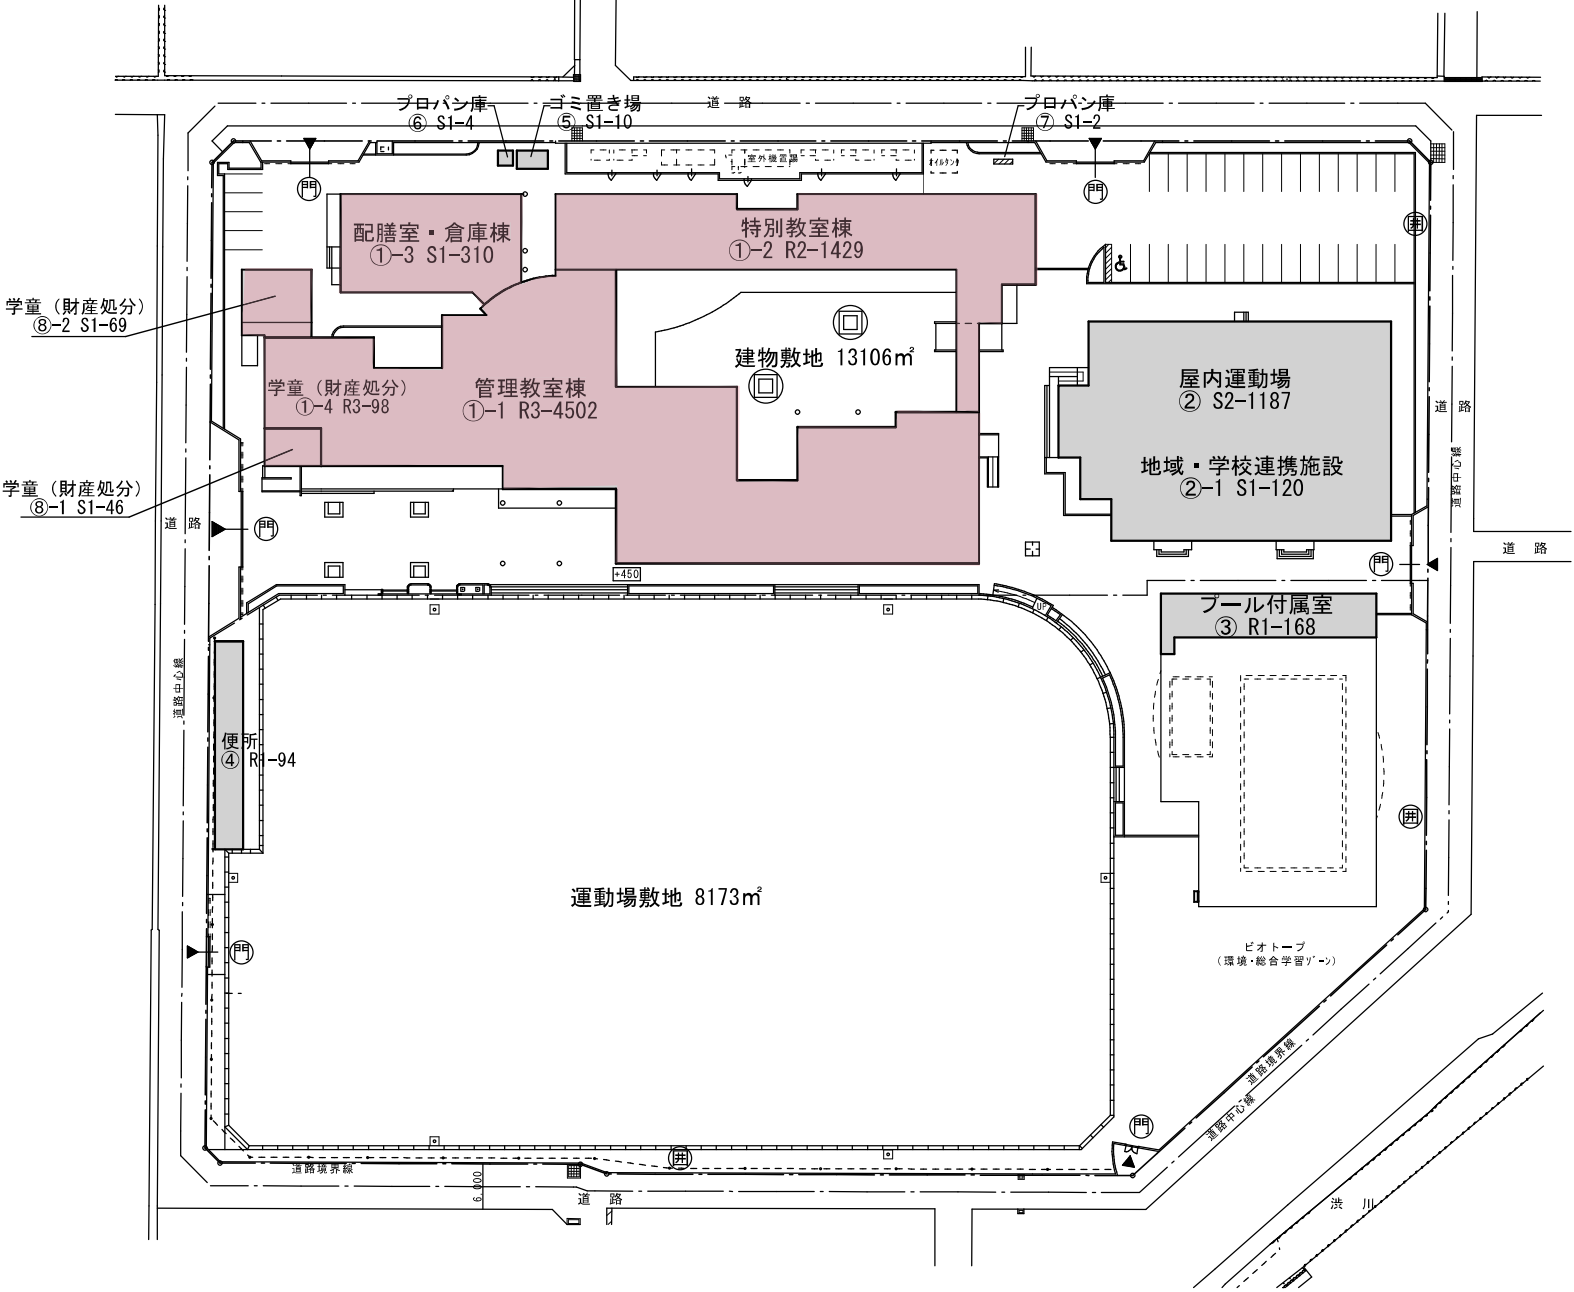 プロパン庫
⑥ S1-4
ゴミ置き場
⑤ S1-10
道 路
プロパン庫
⑦ S1-2
室外機置場
オイルタンク
門
門
配膳室・倉庫棟
①-3 S1-310
特別教室棟
①-2 R2-1429
囲
学童（財産処分）
⑧-2 S1-69
建物敷地 13106㎡
学童（財産処分）
①-4 R3-98
管理教室棟
①-1 R3-4502
屋内運動場
② S2-1187
道 路
道路中心線
地域・学校連携施設
②-1 S1-120
学童（財産処分）
⑧-1 S1-46
道 路
門
門
道 路
+450
UP
プール付属室
③ R1-168
道路中心線
便所
④ R1-94
囲
運動場敷地 8173㎡
門
ビオトープ
（環境・総合学習ゾーン）
道路境界線
道路中心線
門
囲
道路境界線
6,000
道 路
渋 川